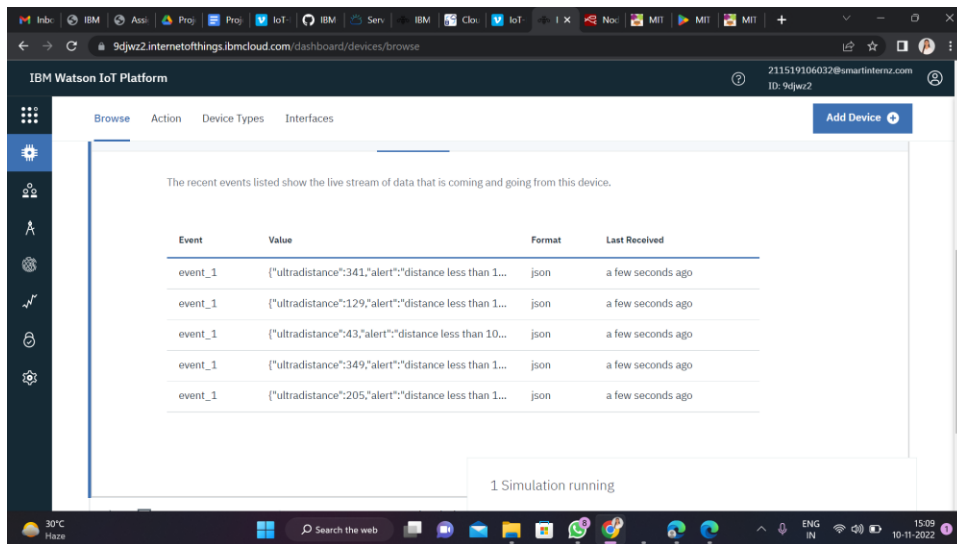 Inbo IBM Assi Proj Proj IoT- IBM Serv IBM Clou IoT- I Nod MIT MIT MIT
9djwz2.internetofthings.ibmcloud.com/dashboard/devices/browse
IBM Watson IoT Platform
211519106032@smartinternz.com
ID: 9djwz2
Browse Action Device Types Interfaces Add Device
The recent events listed show the live stream of data that is coming and going from this device.
Event Value Format Last Received
event_1 {"ultradistance":341,"alert":"distance less than 1... json a few seconds ago
event_1 {"ultradistance":129,"alert":"distance less than 1... json a few seconds ago
event_1 {"ultradistance":43,"alert":"distance less than 10... json a few seconds ago
event_1 {"ultradistance":349,"alert":"distance less than 1... json a few seconds ago
event_1 {"ultradistance":205,"alert":"distance less than 1... json a few seconds ago
1 Simulation running
30°C
Haze
Search the web
ENG
IN
15:09
10-11-2022
1